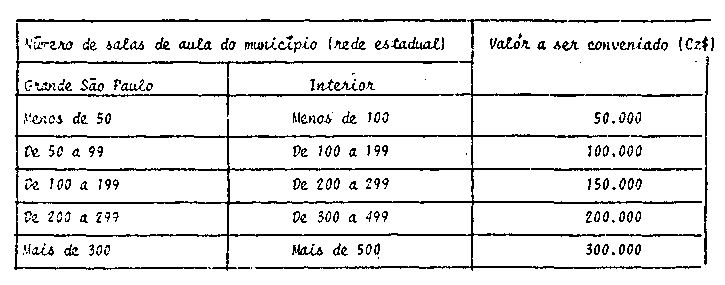 Número de salas de aula do município (rede estadual) Valor a ser conveniado (Cz$)
Grande São Paulo Interior
Menos de 50 Menos de 100 50.000
De 50 a 99 De 100 a 199 100.000
De 100 a 199 De 200 a 299 150.000
De 200 a 299 De 300 a 499 200.000
Mais de 300 Mais de 500 300.000